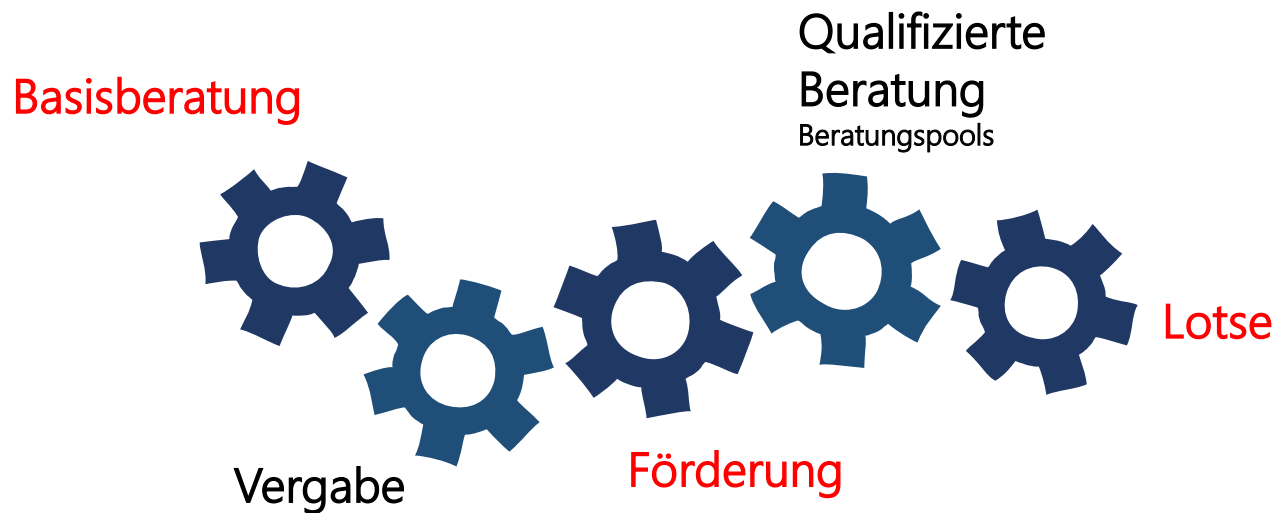 Basisberatung
Vergabe
Förderung
Qualifizierte
Beratung
Beratungspools
Lotse